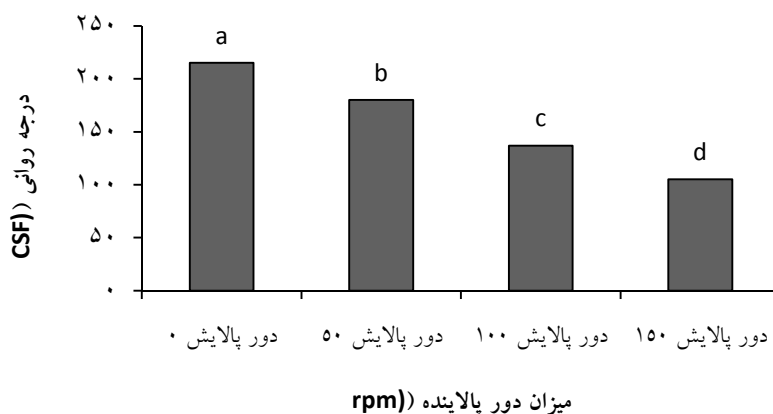 ۲۵۰
۲۰۰
۱۵۰
۱۰۰
۵۰
۰
a
b
c
d
درجه روانی ((CSF
دور پالایش ۰
دور پالایش ۵۰
دور پالایش ۱۰۰
دور پالایش ۱۵۰
میزان دور پالاینده ((rpm